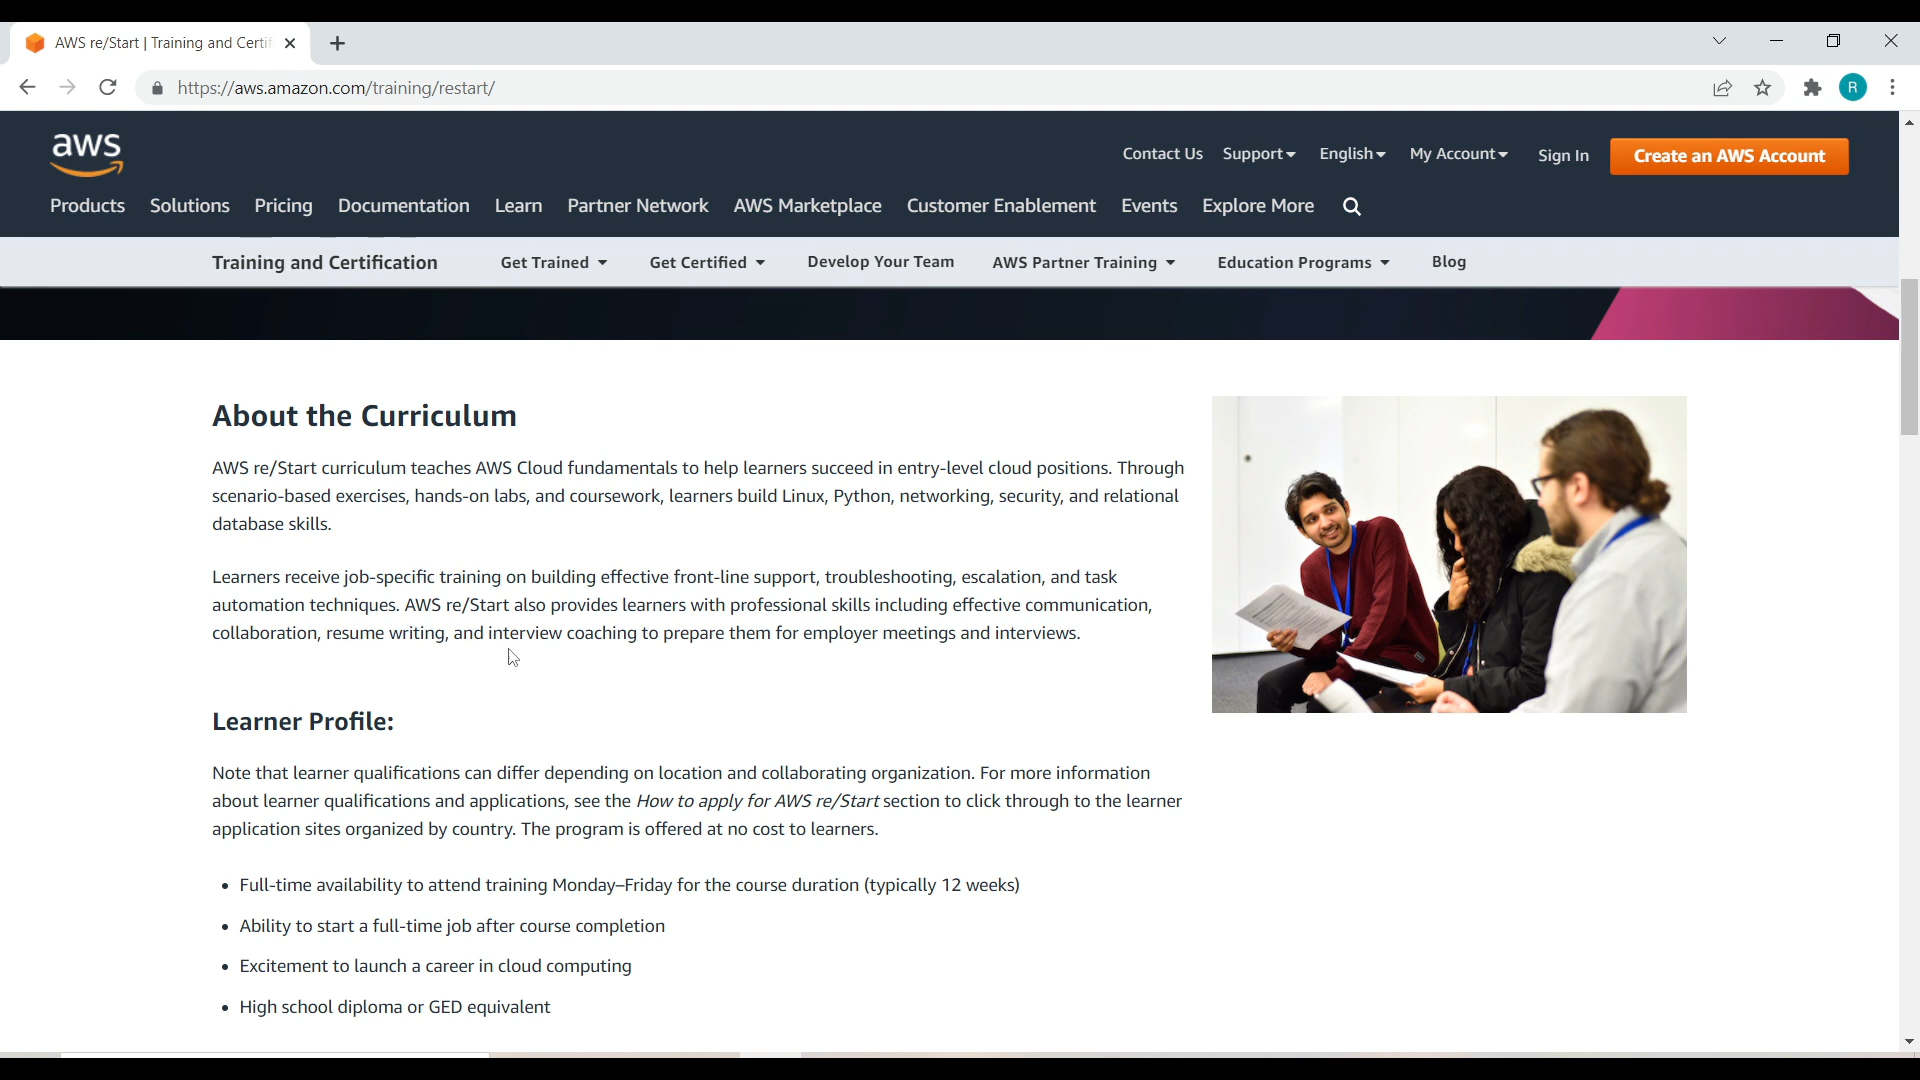 AWS re/Start | Training and Certif
https://aws.amazon.com/training/restart/
R
aws
Contact Us Support English My Account Sign In Create an AWS Account
Products Solutions Pricing Documentation Learn Partner Network AWS Marketplace Customer Enablement Events Explore More
Training and Certification Get Trained Get Certified Develop Your Team AWS Partner Training Education Programs Blog
About the Curriculum
AWS re/Start curriculum teaches AWS Cloud fundamentals to help learners succeed in entry-level cloud positions. Through
scenario-based exercises, hands-on labs, and coursework, learners build Linux, Python, networking, security, and relational
database skills.
Learners receive job-specific training on building effective front-line support, troubleshooting, escalation, and task
automation techniques. AWS re/Start also provides learners with professional skills including effective communication,
collaboration, resume writing, and interview coaching to prepare them for employer meetings and interviews.
Learner Profile:
Note that learner qualifications can differ depending on location and collaborating organization. For more information
about learner qualifications and applications, see the How to apply for AWS re/Start section to click through to the learner
application sites organized by country. The program is offered at no cost to learners.
• Full-time availability to attend training Monday–Friday for the course duration (typically 12 weeks)
• Ability to start a full-time job after course completion
• Excitement to launch a career in cloud computing
• High school diploma or GED equivalent